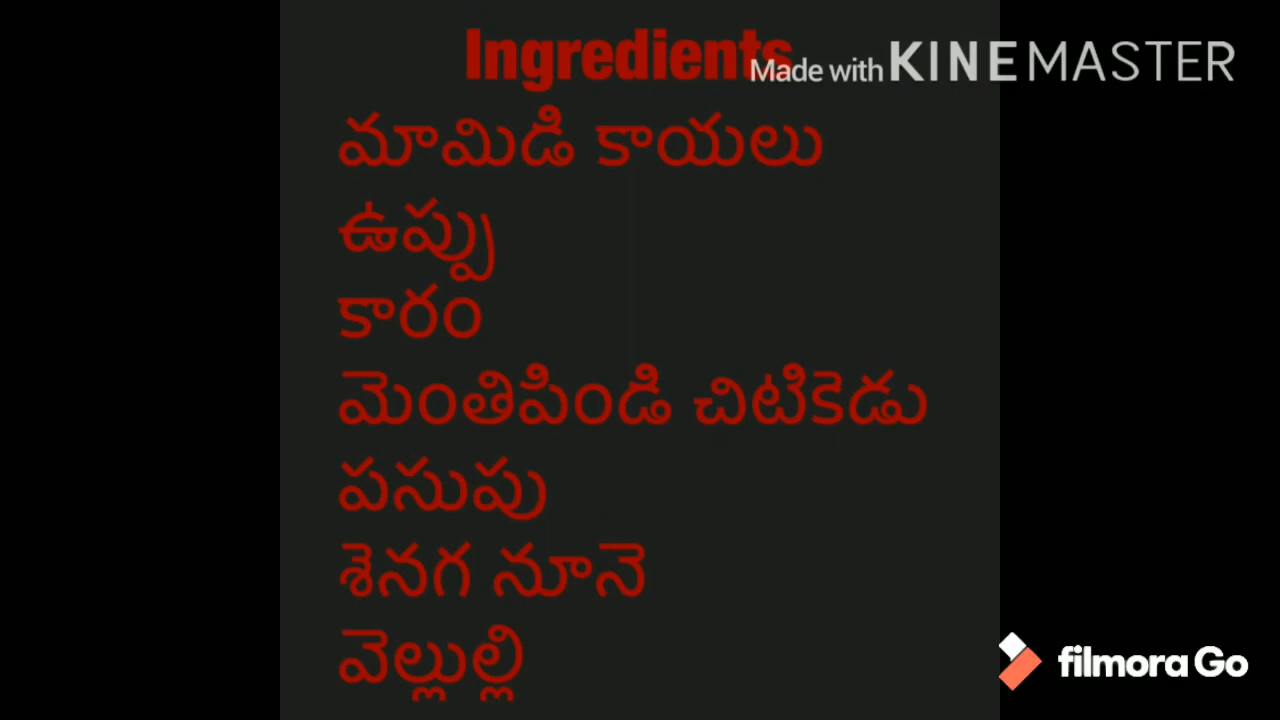 Ingredients
Made with KINEMASTER
మామిడి కాయలు
ఉప్పు
కారం
మెంతిపిండి చిటికెడు
పసుపు
శెనగ నూనె
వెల్లుల్లి
filmora Go